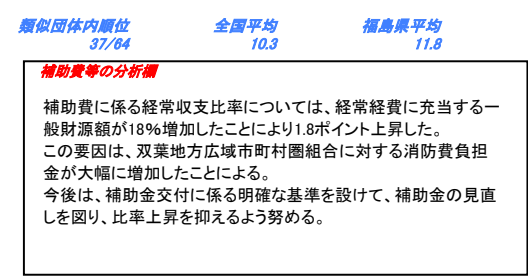 類似団体内順位 全国平均 福島県平均
37/64 10.3 11.8
補助費等の分析欄
補助費に係る経常収支比率については、経常経費に充当する一
般財源額が18%増加したことにより1.8ポイント上昇した。
この要因は、双葉地方広域市町村圏組合に対する消防費負担
金が大幅に増加したことによる。
今後は、補助金交付に係る明確な基準を設けて、補助金の見直
しを図り、比率上昇を抑えるよう努める。